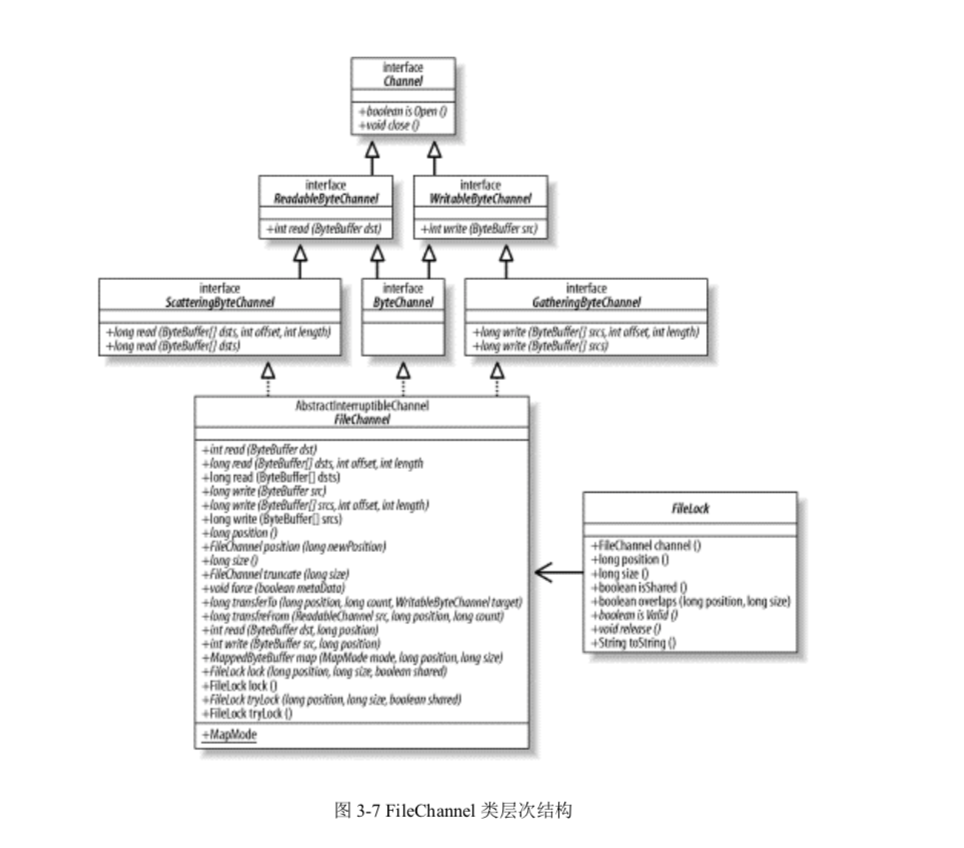 interface
Channel
+boolean is Open ()
+void close ()
interface
ReadableByteChannel
+int read (ByteBuffer dst)
interface
WritableByteChannel
+int write (ByteBuffer src)
interface
ScatteringByteChannel
+long read (ByteBuffer[] dsts, int offset, int length)
+long read (ByteBuffer[] dsts)
interface
ByteChannel
interface
GatheringByteChannel
+long write (ByteBuffer[] srcs, int offset, int length)
+long write (ByteBuffer[] srcs)
AbstractInterruptibleChannel
FileChannel
+int read (ByteBuffer dst)
+long read (ByteBuffer[] dsts, int offset, int length
+long read (ByteBuffer[] dsts)
+long write (ByteBuffer src)
+long write (ByteBuffer[] srcs, int offset, int length)
+long write (ByteBuffer[] srcs)
+long position ()
+FileChannel position (long newPosition)
+long size ()
+FileChannel truncate (long size)
+void force (boolean metaData)
+long transferTo (long position, long count, WritableByteChannel target)
+long transfreFrom (ReadableChannel src, long position, long count)
+int read (ByteBuffer dst, long position)
+int write (ByteBuffer src, long position)
+MappedByteBuffer map (MapMode mode, long position, long size)
+FileLock lock (long position, long size, boolean shared)
+FileLock lock ()
+FileLock tryLock (long position, long size, boolean shared)
+FileLock tryLock ()
+MapMode
FileLock
+FileChannel channel ()
+long position ()
+long size ()
+boolean isShared ()
+boolean overlaps (long position, long size)
+boolean is Valid ()
+void release ()
+String toString ()
图 3-7 FileChannel 类层次结构